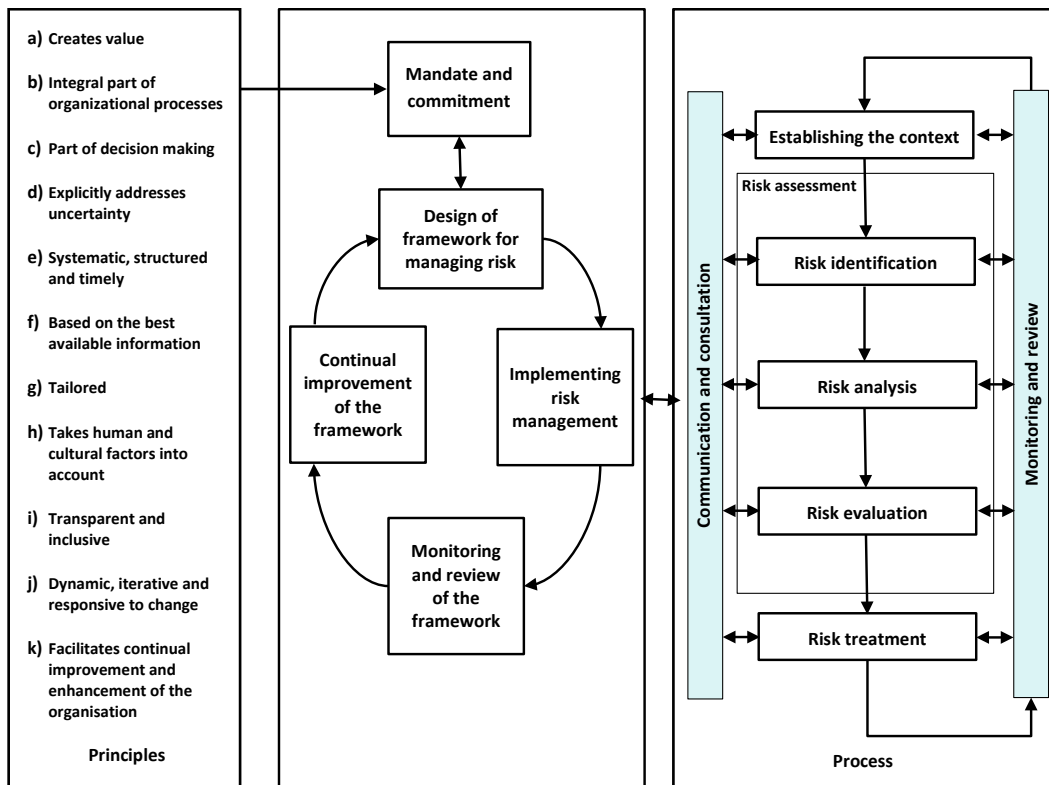 a) Creates value
b) Integral part of
organizational processes
c) Part of decision making
d) Explicitly addresses
uncertainty
e) Systematic, structured
and timely
f) Based on the best
available information
g) Tailored
h) Takes human and
cultural factors into
account
i) Transparent and
inclusive
j) Dynamic, iterative and
responsive to change
k) Facilitates continual
improvement and
enhancement of the
organisation
Principles
Mandate and
commitment
Design of
framework for
managing risk
Continual
improvement
of the
framework
Implementing
risk
management
Monitoring
and review
of the
framework
Communication and consultation
Establishing the context
Risk assessment
Risk identification
Risk analysis
Risk evaluation
Risk treatment
Monitoring and review
Process